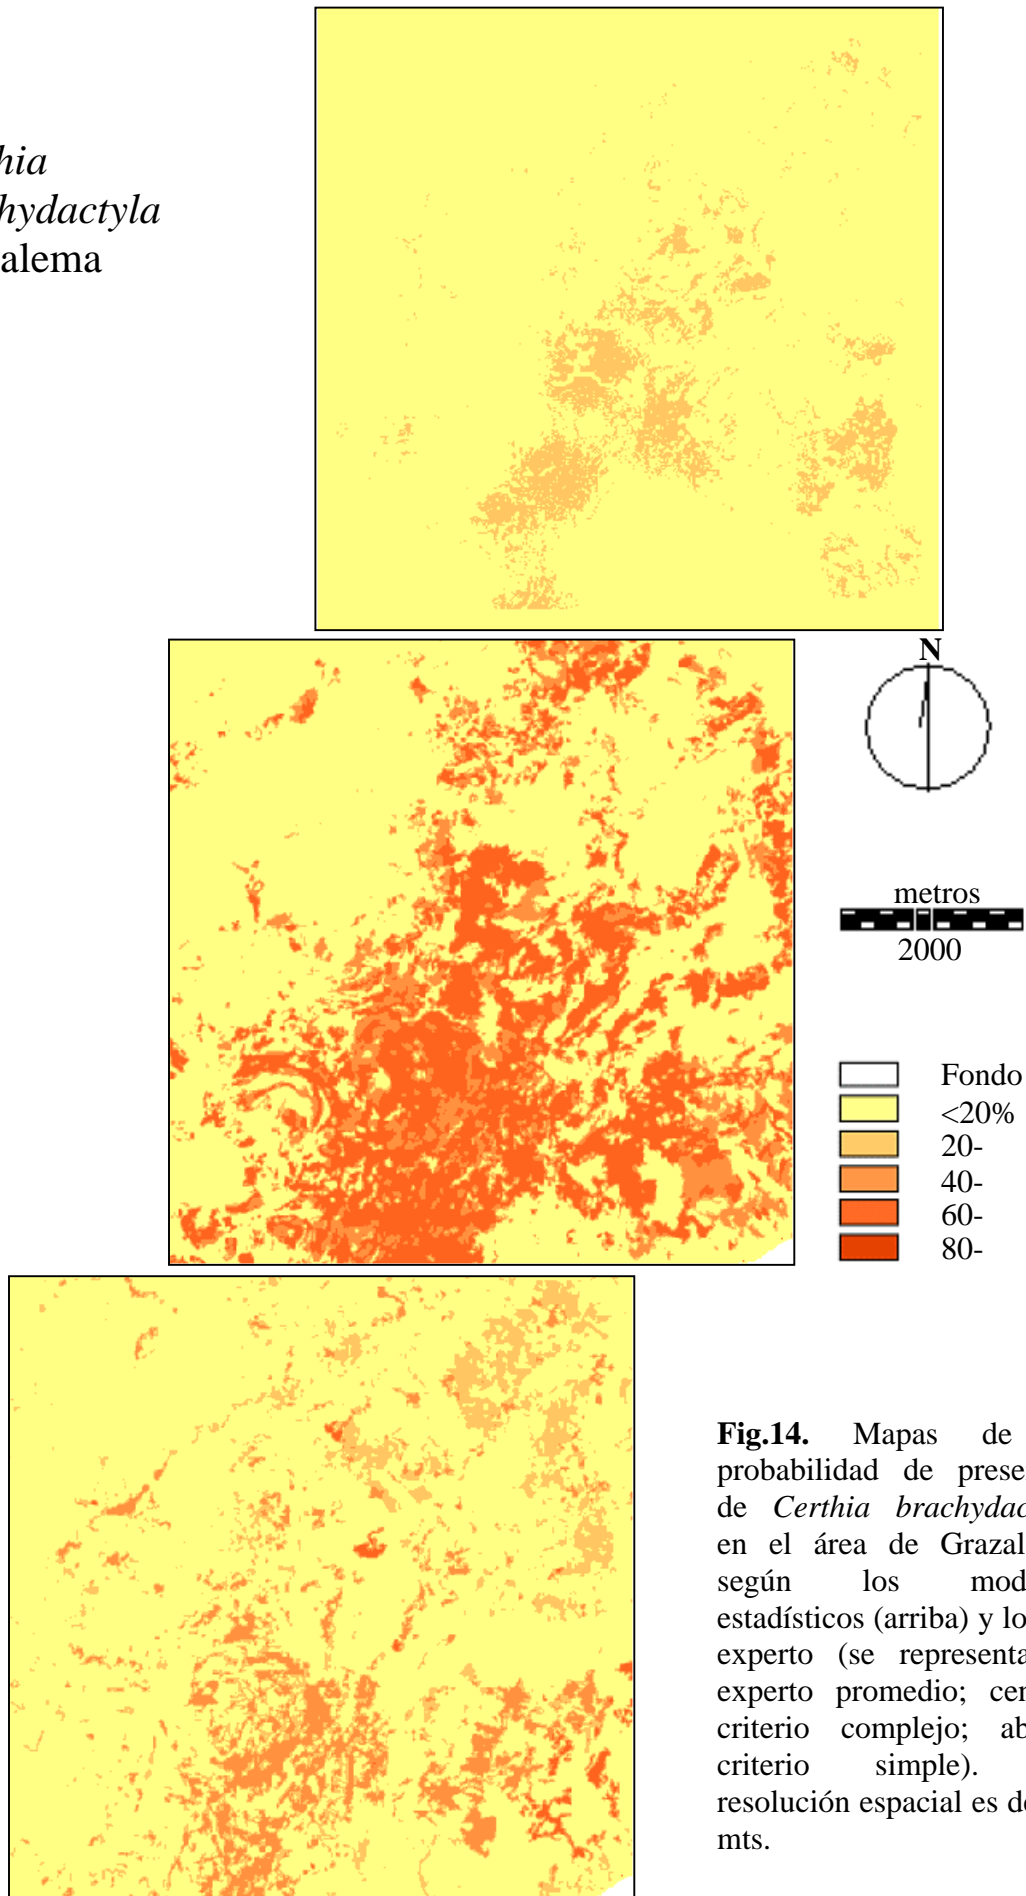 hia
hydactyla
alema
N
metros
2000
Fondo
<20%
20-
40-
60-
80-
Fig.14. Mapas de
probabilidad de prese
de Certhia brachydac
en el área de Grazal
según los mod
estadísticos (arriba) y lo
experto (se representa
experto promedio; cen
criterio complejo; ab
criterio simple).
resolución espacial es d
mts.